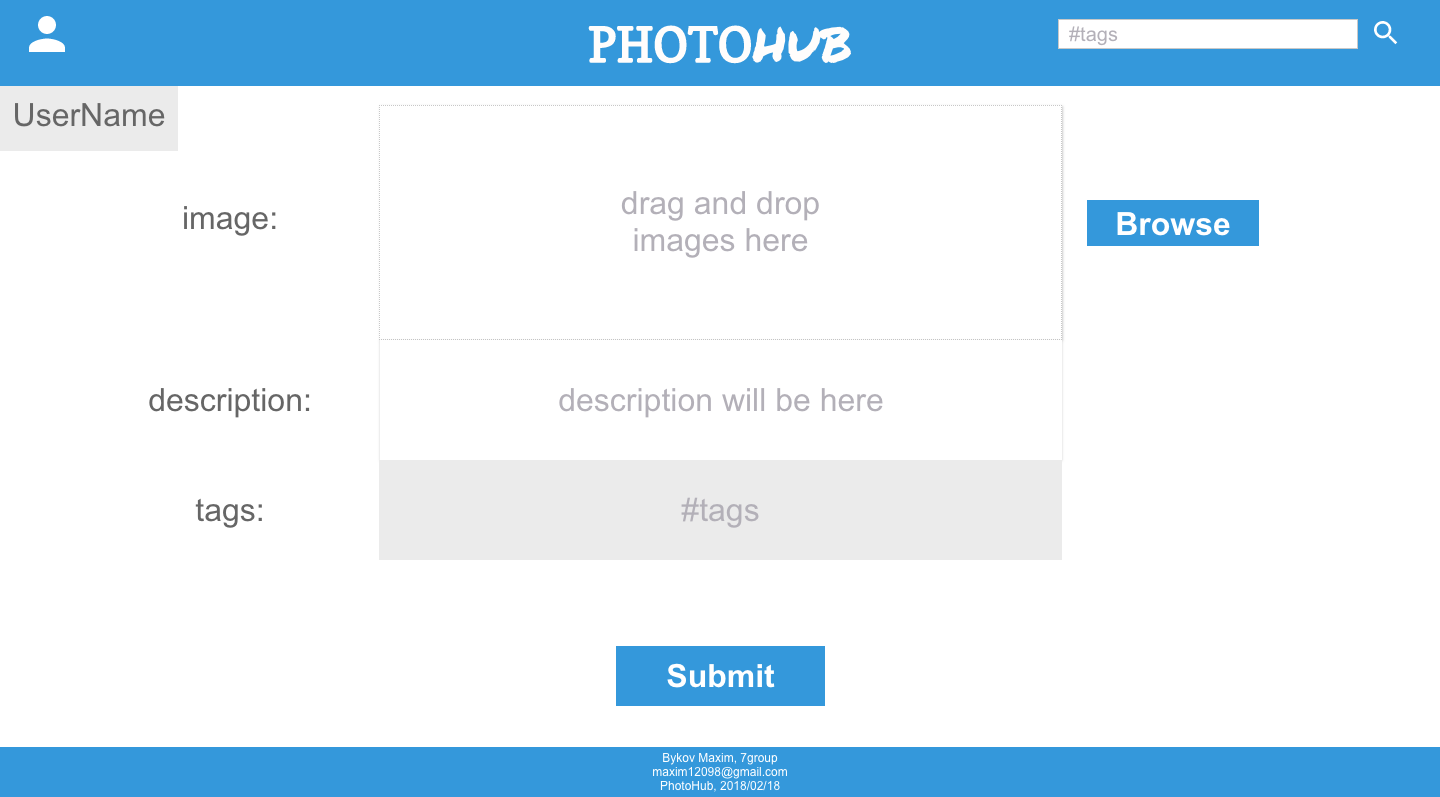 PHOTOHUB
#tags
UserName
image:
drag and drop
images here
Browse
description:
description will be here
tags:
#tags
Submit
Bykov Maxim, 7group
maxim12098@gmail.com
PhotoHub, 2018/02/18